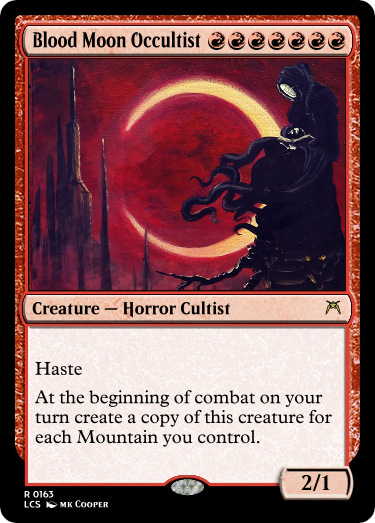 Blood Moon Occultist
Creature — Horror Cultist
Haste
At the beginning of combat on your
turn create a copy of this creature for
each Mountain you control.
2/1
R 0163
LCS MK COOPER